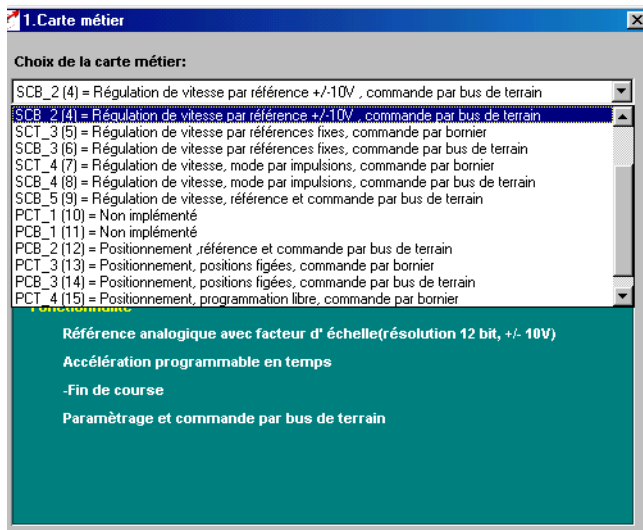 1.Carte métier
Choix de la carte métier:
SCB_2 (4) = Régulation de vitesse par référence +/-10V , commande par bus de terrain
SCB_2 (4) = Régulation de vitesse par référence +/-10V , commande par bus de terrain
SCT_3 (5) = Régulation de vitesse par références fixes, commande par bornier
SCB_3 (6) = Régulation de vitesse par références fixes, commande par bus de terrain
SCT_4 (7) = Régulation de vitesse, mode par impulsions, commande par bornier
SCB_4 (8) = Régulation de vitesse, mode par impulsions, commande par bus de terrain
SCB_5 (9) = Régulation de vitesse, référence et commande par bus de terrain
PCT_1 (10) = Non implémenté
PCB_1 (11) = Non implémenté
PCB_2 (12) = Positionnement ,référence et commande par bus de terrain
PCT_3 (13) = Positionnement, positions figées, commande par bornier
PCB_3 (14) = Positionnement, positions figées, commande par bus de terrain
PCT_4 (15) = Positionnement, programmation libre, commande par bornier
Fonctionnalité
Référence analogique avec facteur d' échelle(résolution 12 bit, +/- 10V)
Accélération programmable en temps
-Fin de course
Paramètrage et commande par bus de terrain